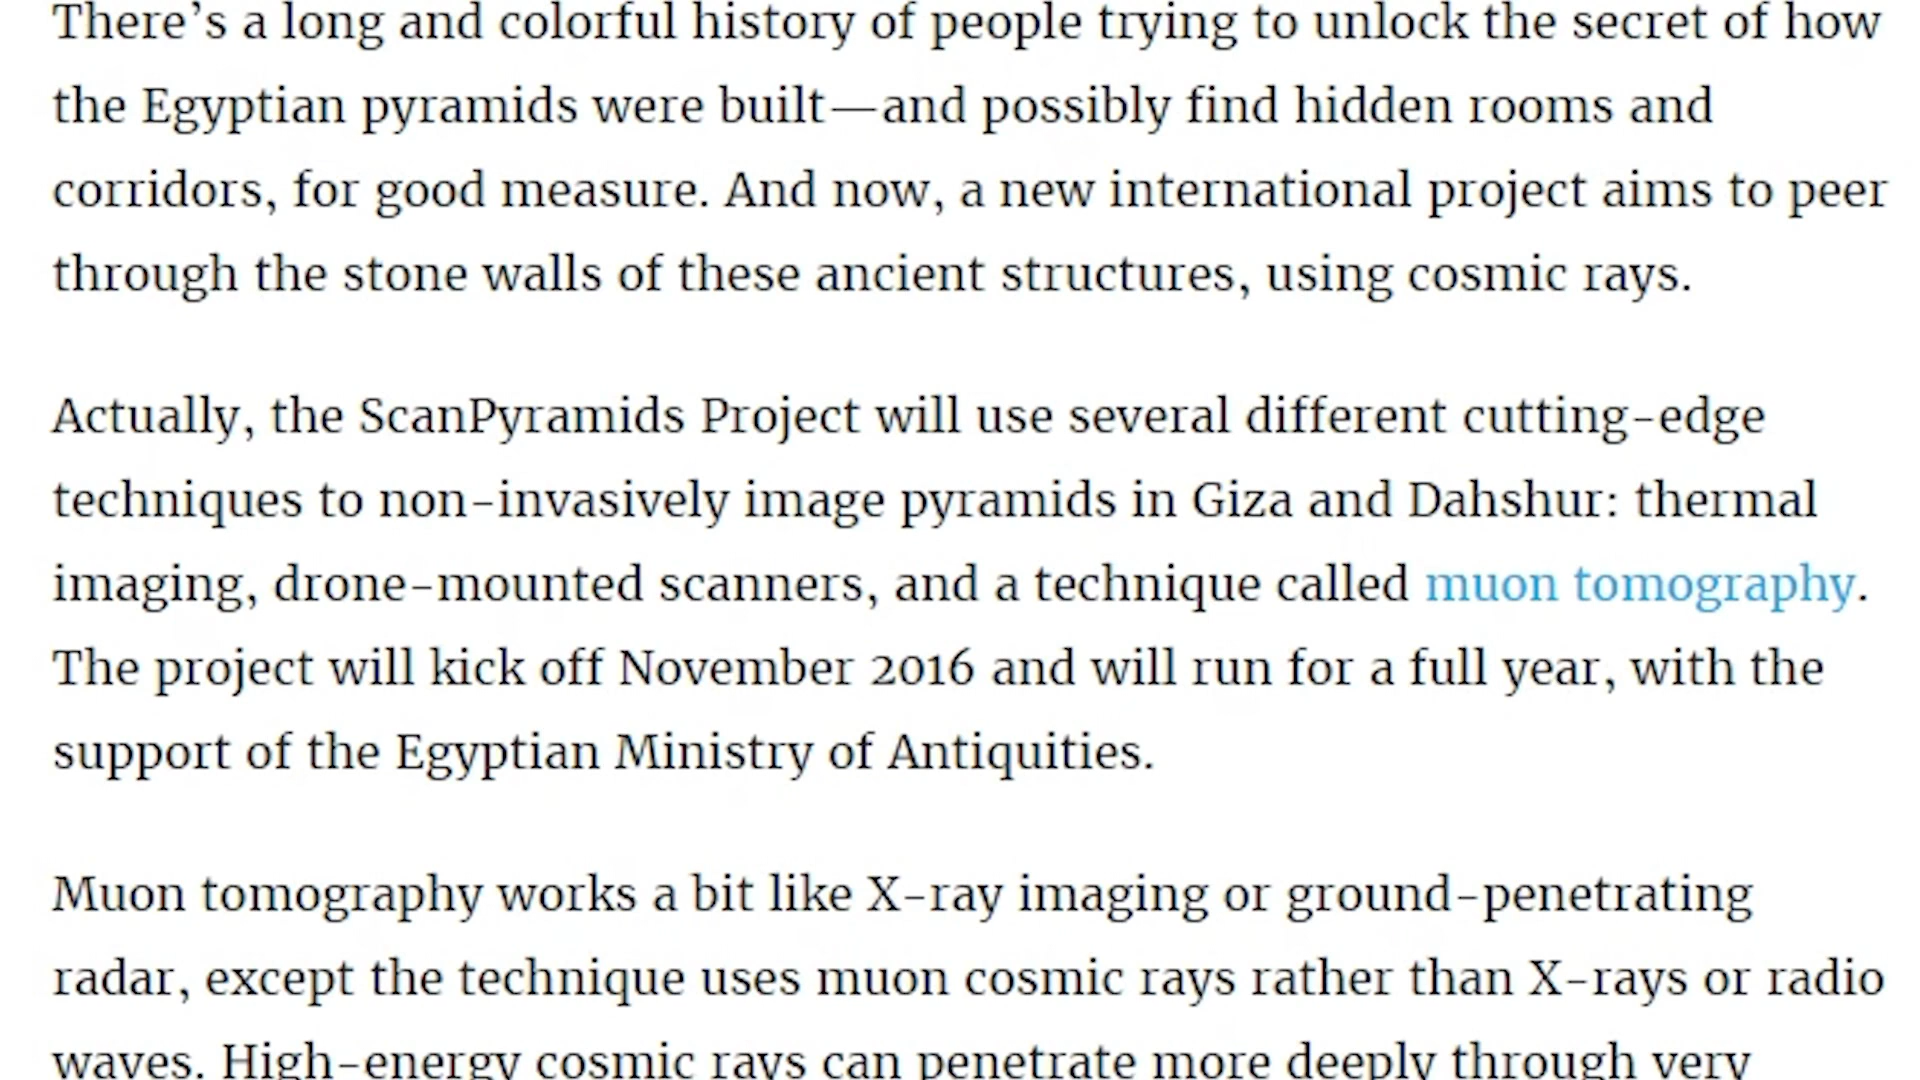 There’s a long and colorful history of people trying to unlock the secret of how
the Egyptian pyramids were built—and possibly find hidden rooms and
corridors, for good measure. And now, a new international project aims to peer
through the stone walls of these ancient structures, using cosmic rays.
Actually, the ScanPyramids Project will use several different cutting-edge
techniques to non-invasively image pyramids in Giza and Dahshur: thermal
imaging, drone-mounted scanners, and a technique called muon tomography.
The project will kick off November 2016 and will run for a full year, with the
support of the Egyptian Ministry of Antiquities.
Muon tomography works a bit like X-ray imaging or ground-penetrating
radar, except the technique uses muon cosmic rays rather than X-rays or radio
waves. High-energy cosmic rays can penetrate more deeply through very